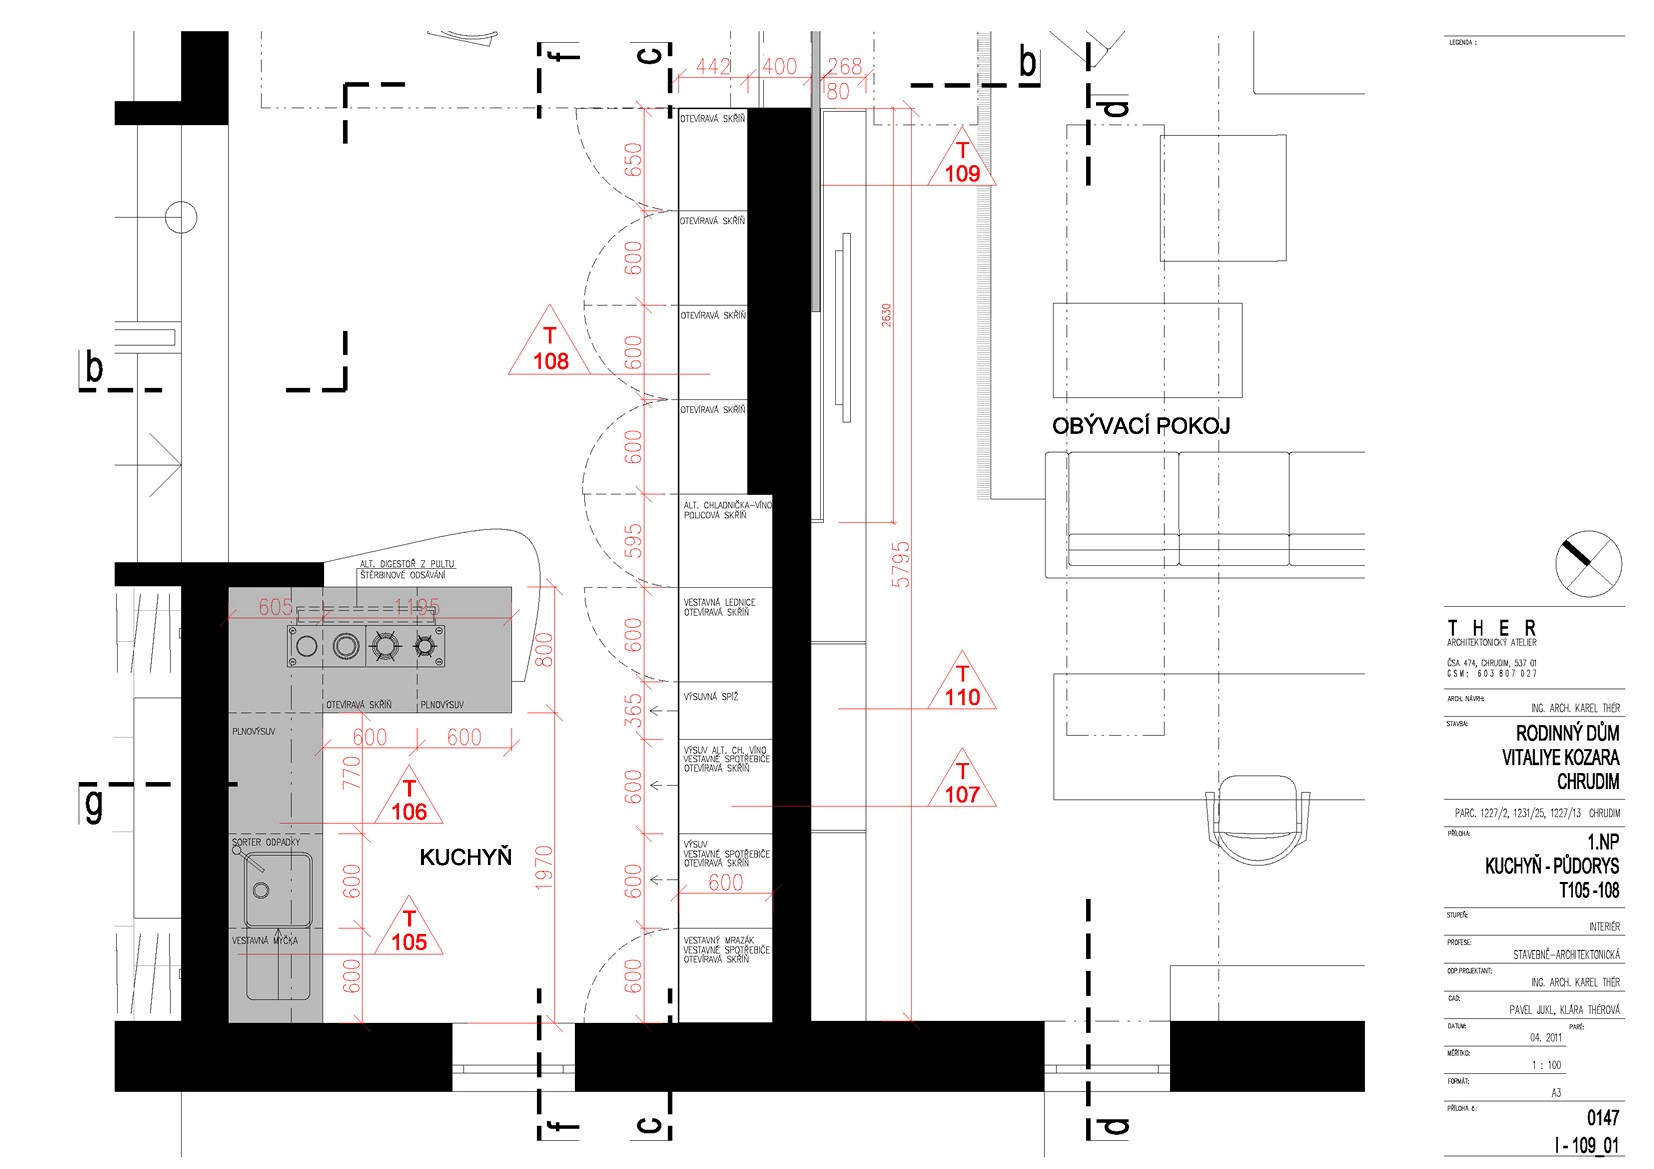 LEGENDA :
f
c
b
d
442
400
268
80
650
600
600
600
595
600
365
600
600
600
OTEVÍRAVÁ SKŘÍŇ
OTEVÍRAVÁ SKŘÍŇ
OTEVÍRAVÁ SKŘÍŇ
OTEVÍRAVÁ SKŘÍŇ
ALT. CHLADNIČKA-VÍNO
POLICOVÁ SKŘÍŇ
VESTAVNÁ LEDNICE
OTEVÍRAVÁ SKŘÍŇ
VÝSUVNÁ SPÍŽ
VÝSUV ALT. CH. VÍNO
VESTAVNÉ SPOTŘEBIČE
OTEVÍRAVÁ SKŘÍŇ
VÝSUV
VESTAVNÉ SPOTŘEBIČE
OTEVÍRAVÁ SKŘÍŇ
600
VESTAVNÝ MRAZÁK
VESTAVNÉ SPOTŘEBIČE
OTEVÍRAVÁ SKŘÍŇ
T
109
T
108
2630
5795
b
OBÝVACÍ POKOJ
ALT. DIGESTOŘ Z PULTU
ŠTĚRBINOVÉ ODSÁVÁNÍ
605
1195
800
OTEVÍRAVÁ SKŘÍŇ
PLNOVÝSUV
PLNOVÝSUV
600
600
770
T
110
T
107
T
106
g
SORTER ODPADKY
KUCHYŇ
1970
600
T
105
VESTAVNÁ MYČKA
600
f
c
d
T H E R
ARCHITEKTONICKÝ ATELIER
ČSA 474, CHRUDIM, 537 01
GSM: 603 807 027
ARCH. NÁVRH:
ING. ARCH. KAREL THÉR
STAVBA:
RODINNÝ DŮM
VITALIYE KOZARA
CHRUDIM
PARC. 1227/2, 1231/25, 1227/13 CHRUDIM
PŘÍLOHA:
1.NP
KUCHYŇ - PŮDORYS
T105 -108
STUPEŇ:
INTERIÉR
PROFESE:
STAVEBNĚ-ARCHITEKTONICKÁ
ODP.PROJEKTANT:
ING. ARCH. KAREL THÉR
CAD:
PAVEL JUKL, KLÁRA THÉROVÁ
DATUM:
PARÉ:
04. 2011
MĚŘÍTKO:
1 : 100
FORMÁT:
A3
PŘÍLOHA č.:
0147
I - 109_01